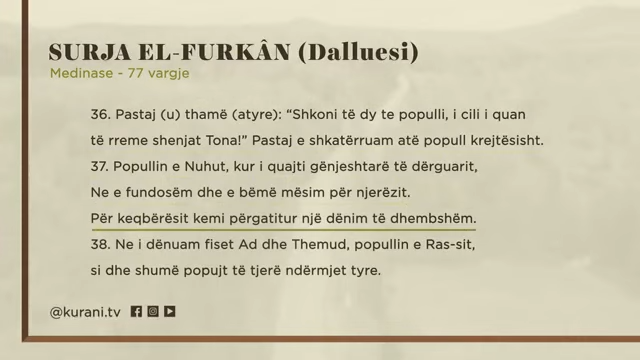 SURJA EL-FURKÂN (Dalluesi)
Medinase - 77 vargje
36. Pastaj (u) thamë (atyre): “Shkoni të dy te populli, i cili i quan
të rreme shenjat Tona!” Pastaj e shkatërruam atë popull krejtësisht.
37. Popullin e Nuhut, kur i quajti gënjeshtarë të dërguarit,
Ne e fundosëm dhe e bëmë mësim për njerëzit.
Për keqbërësit kemi përgatitur një dënim të dhembshëm.
38. Ne i dënuam fiset Ad dhe Themud, popullin e Ras-sit,
si dhe shumë popujt të tjerë ndërmjet tyre.
@kurani.tv